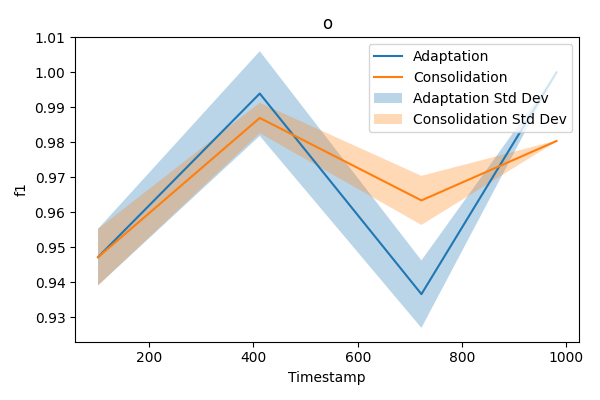 o
1.01
1.00
0.99
0.98
0.97
0.96
0.95
0.94
0.93
f1
200
400
600
800
1000
Timestamp
Adaptation
Consolidation
Adaptation Std Dev
Consolidation Std Dev